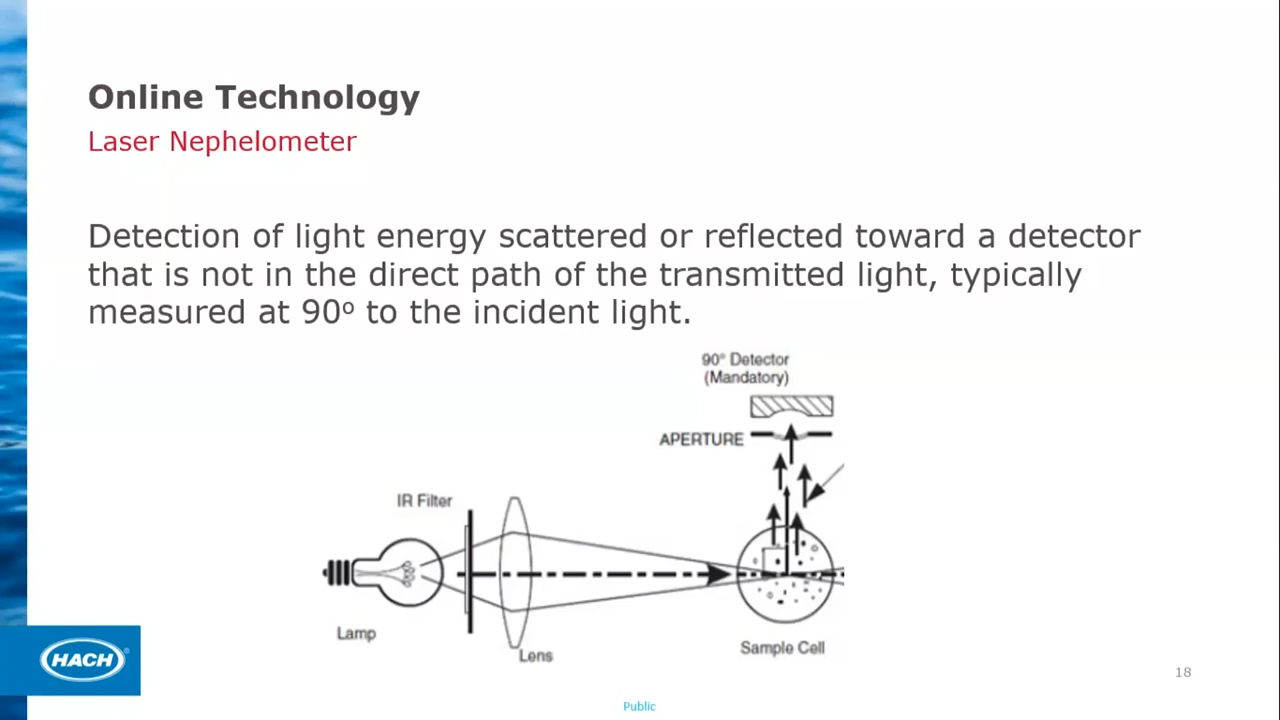 Online Technology
Laser Nephelometer
Detection of light energy scattered or reflected toward a detector
that is not in the direct path of the transmitted light, typically
measured at 90º to the incident light.
90° Detector
(Mandatory)
APERTURE
IR Filter
Lamp
Lens
Sample Cell
HACH®
18
Public